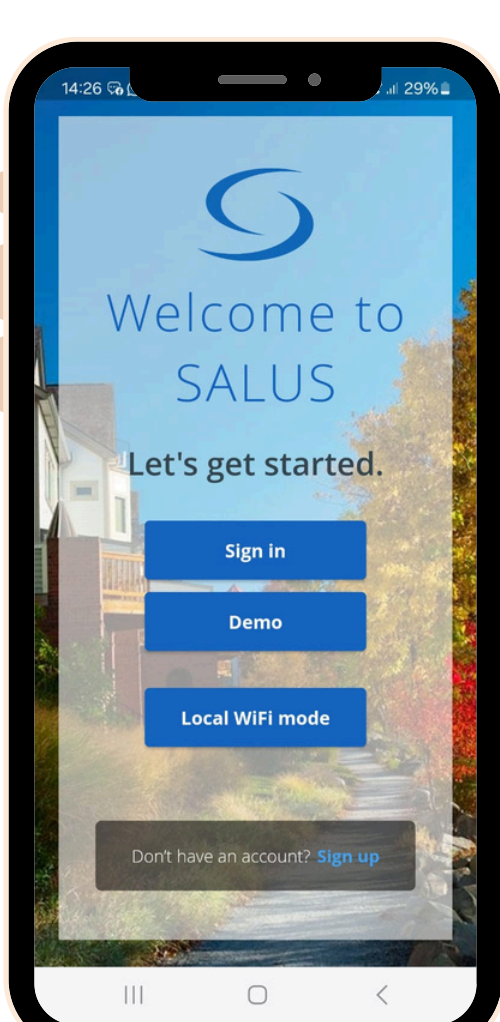 14:26
29%
Welcome to
SALUS
Let's get started.
Sign in
Demo
Local WiFi mode
Don't have an account? Sign up